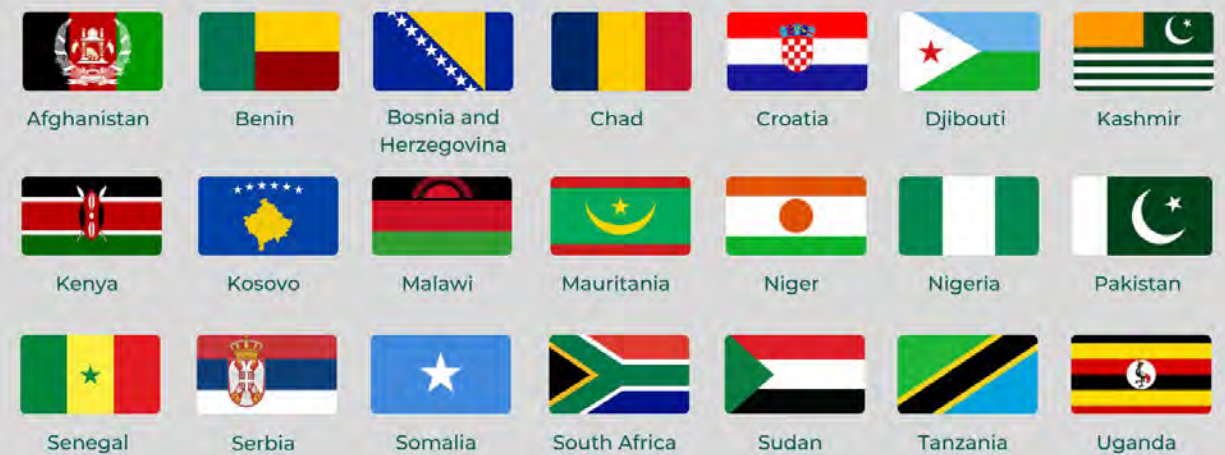 Afghanistan
Benin
Bosnia and
Herzegovina
Chad
Croatia
Djibouti
Kashmir
Kenya
Kosovo
Malawi
Mauritania
Niger
Nigeria
Pakistan
Senegal
Serbia
Somalia
South Africa
Sudan
Tanzania
Uganda